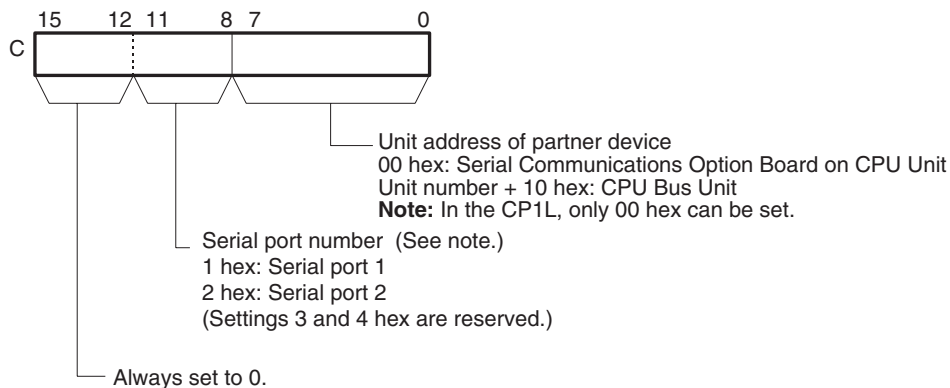 15 12 11 8 7 0
C
Unit address of partner device
00 hex: Serial Communications Option Board on CPU Unit
Unit number + 10 hex: CPU Bus Unit
Note: In the CP1L, only 00 hex can be set.
Serial port number (See note.)
1 hex: Serial port 1
2 hex: Serial port 2
(Settings 3 and 4 hex are reserved.)
Always set to 0.